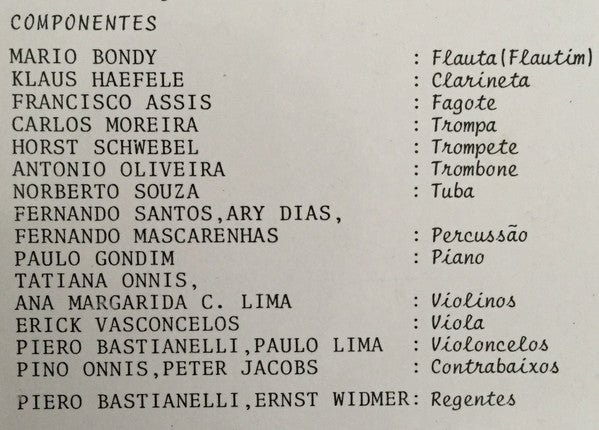 COMPONENTES
MARIO BONDY : Flauta(Flautim)
KLAUS HAEFELE : Clarineta
FRANCISCO ASSIS : Fagote
CARLOS MOREIRA : Trompa
HORST SCHWEBEL : Trompete
ANTONIO OLIVEIRA : Trombone
NORBERTO SOUZA : Tuba
FERNANDO SANTOS,ARY DIAS,
FERNANDO MASCARENHAS : Percussão
PAULO GONDIM : Piano
TATIANA ONNIS,
ANA MARGARIDA C. LIMA : Violinos
ERICK VASCONCELOS : Viola
PIERO BASTIANELLI,PAULO LIMA : Violoncelos
PINO ONNIS,PETER JACOBS : Contrabaixos
PIERO BASTIANELLI,ERNST WIDMER: Regentes